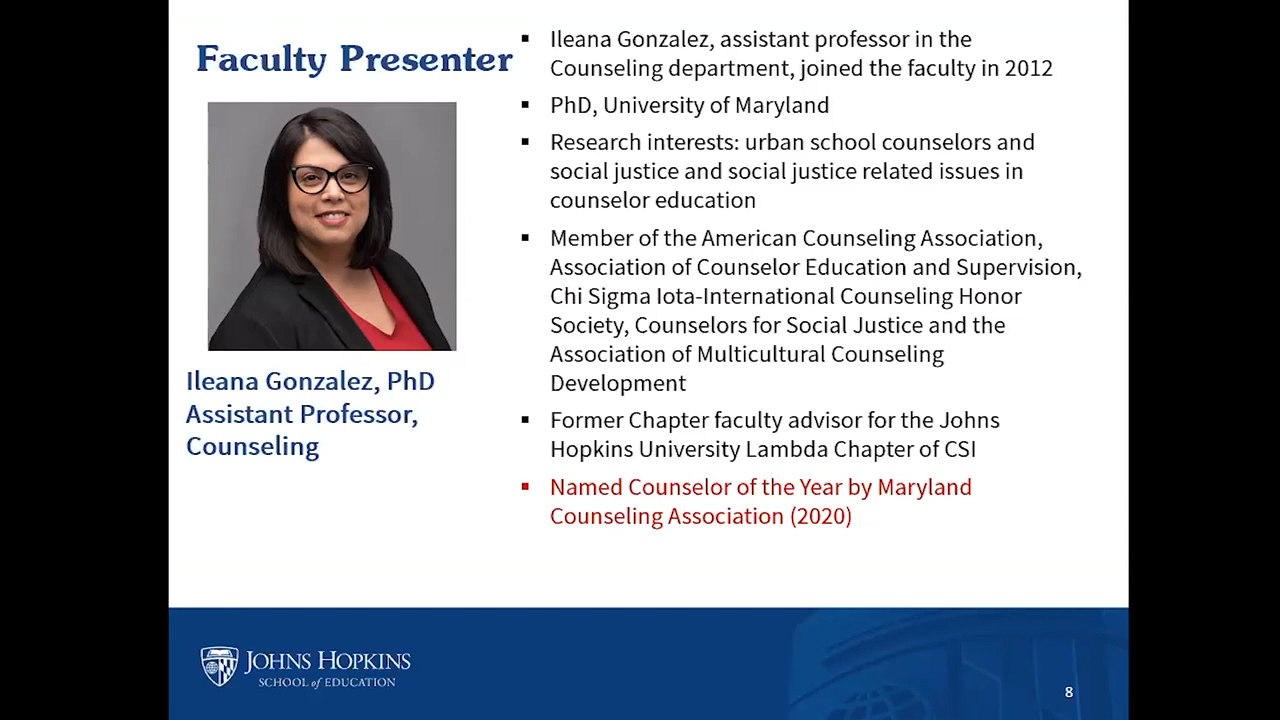 Faculty Presenter
Ileana Gonzalez, PhD
Assistant Professor,
Counseling
▪ Ileana Gonzalez, assistant professor in the
Counseling department, joined the faculty in 2012
▪ PhD, University of Maryland
▪ Research interests: urban school counselors and
social justice and social justice related issues in
counselor education
▪ Member of the American Counseling Association,
Association of Counselor Education and Supervision,
Chi Sigma Iota-International Counseling Honor
Society, Counselors for Social Justice and the
Association of Multicultural Counseling
Development
▪ Former Chapter faculty advisor for the Johns
Hopkins University Lambda Chapter of CSI
▪ Named Counselor of the Year by Maryland
Counseling Association (2020)
JOHNS HOPKINS
SCHOOL of EDUCATION
8